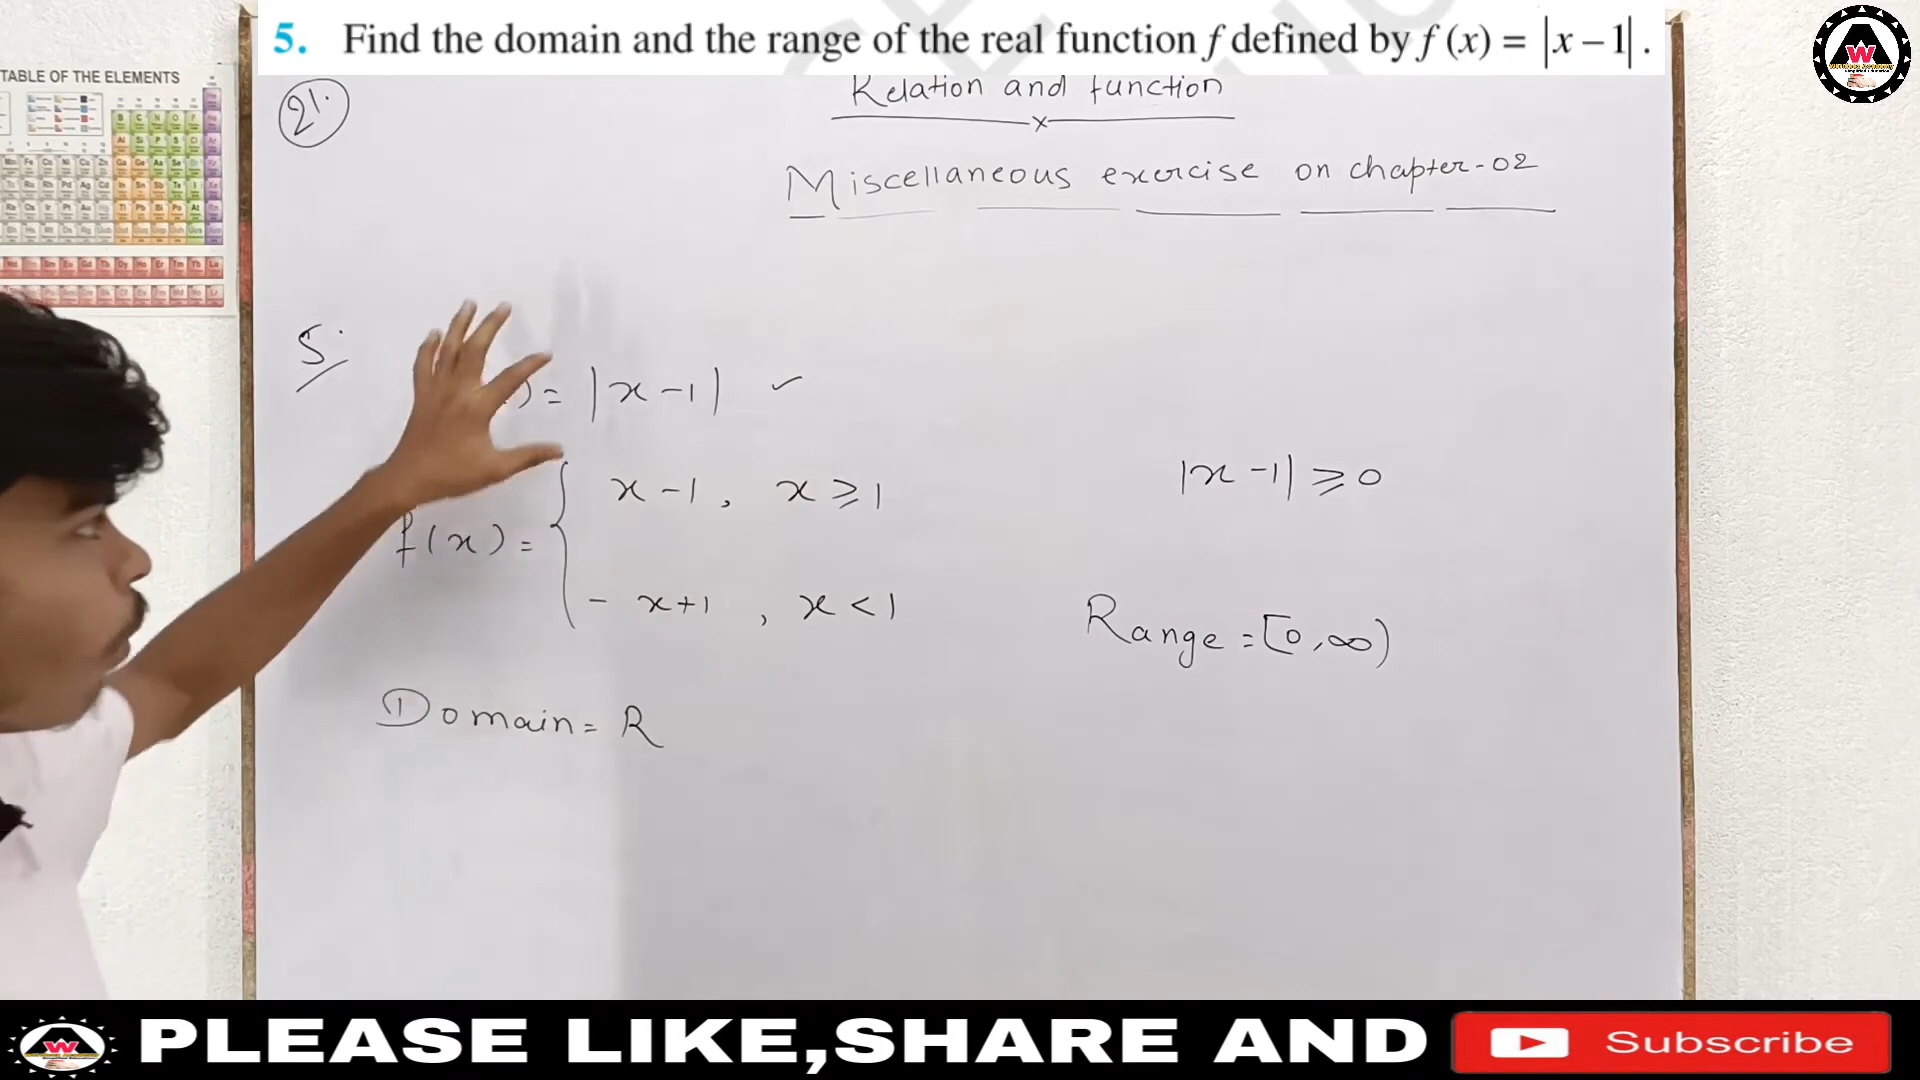 5. Find the domain and the range of the real function f defined by f (x) = |x – 1| .
TABLE OF THE ELEMENTS
21.
Relation and function
x
Miscellaneous exercise on chapter-02
5.
) = |x - 1| ✓
x - 1 , x ⩾ 1
f(x) = {
- x + 1 , x < 1
|x - 1| ⩾ 0
Range = [0, ∞)
Domain = R
PLEASE LIKE,SHARE AND
Subscribe